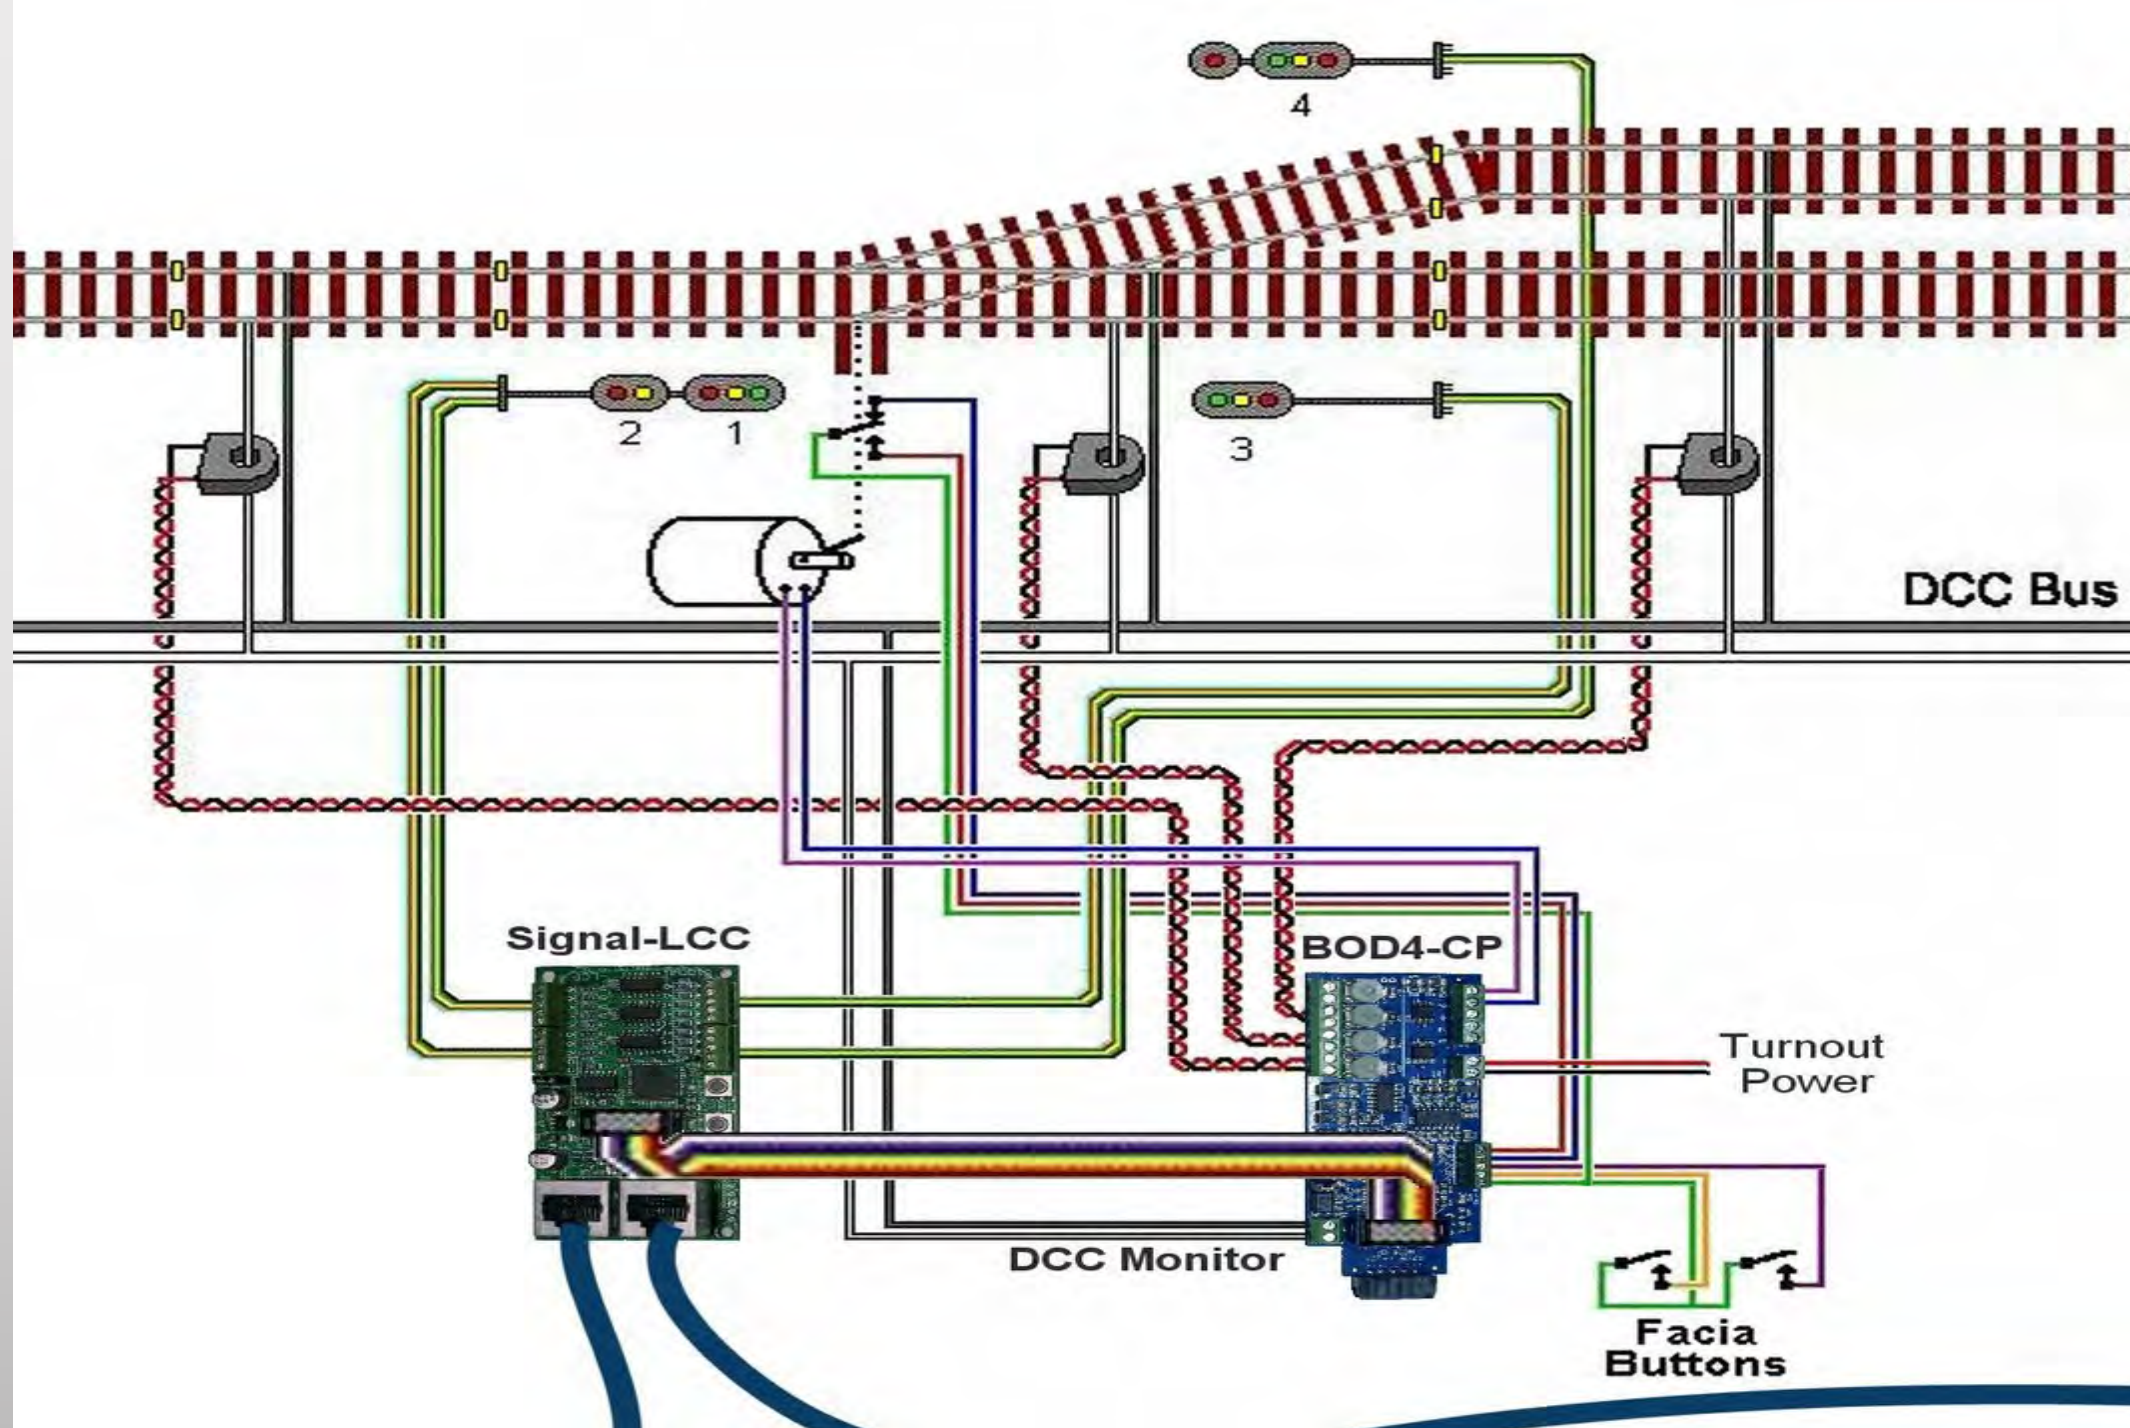 4
2
1
3
DCC Bus
Signal-LCC
BOD4-CP
Turnout
Power
DCC Monitor
Facia
Buttons